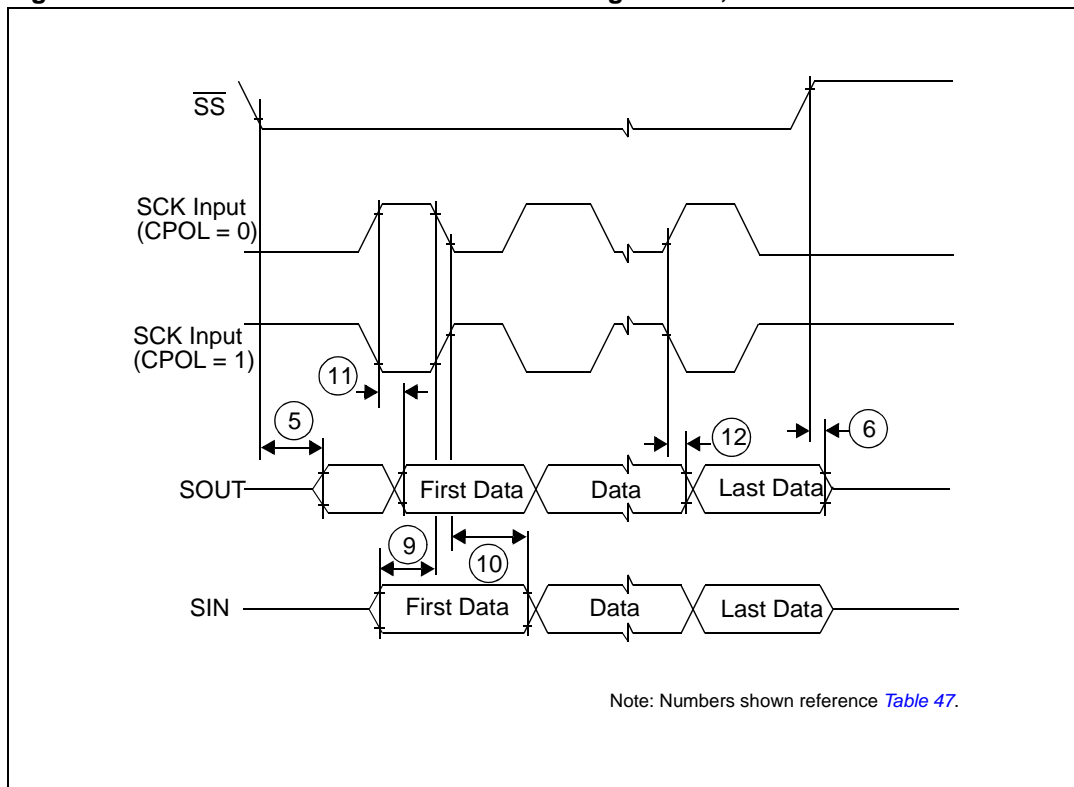 SS
SCK Input
(CPOL = 0)
SCK Input
(CPOL = 1)
11
5
12
6
SOUT
First Data
Data
Last Data
9
10
SIN
First Data
Data
Last Data
Note: Numbers shown reference Table 47.